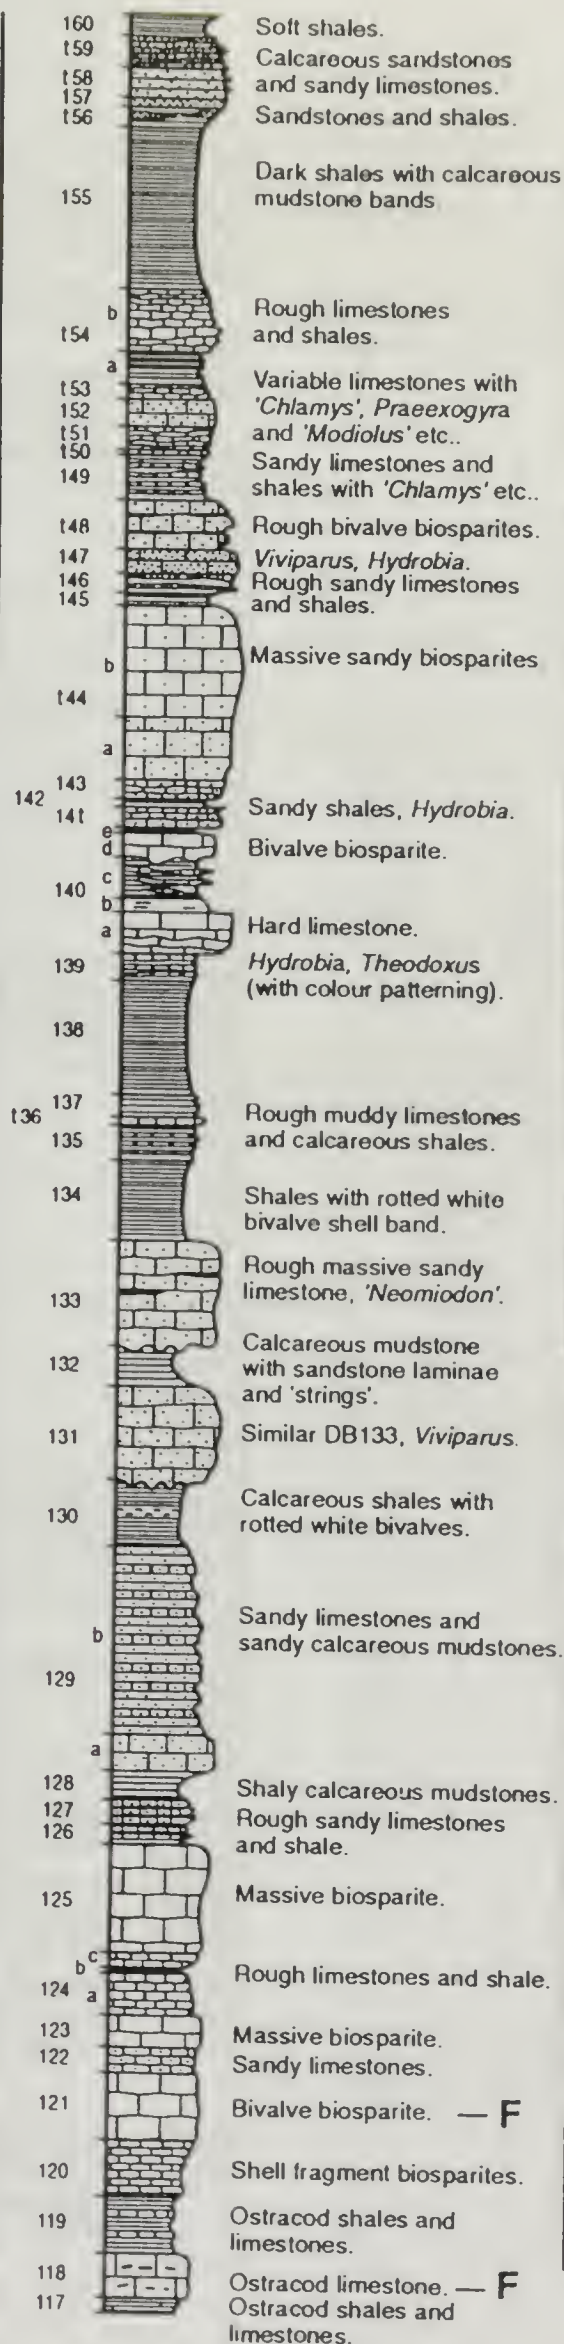 160 Soft shales.
t59 Calcareous sandstones
t58 and sandy limestones.
157
t56 Sandstones and shales.
155 Dark shales with calcareous
mudstone bands
b Rough limestones
t54 and shales.
a
t53 Variable limestones with
152 'Chlamys', Praeexogyra
t51 and 'Modiolus' etc..
t50 Sandy limestones and
149 shales with 'Chlamys' etc..
t48 Rough bivalve biosparites.
147 Viviparus, Hydrobia.
146 Rough sandy limestones
145 and shales.
b Massive sandy biosparites
t44
a
143
142
14t Sandy shales, Hydrobia.
e
d Bivalve biosparite.
c
140
b
a Hard limestone.
139 Hydrobia, Theodoxus
(with colour patterning).
138
137
t36 Rough muddy limestones
135 and calcareous shales.
134 Shales with rotted white
bivalve shell band.
Rough massive sandy
133 limestone, 'Neomiodon'.
Calcareous mudstone
132 with sandstone laminae
and 'strings'.
131 Similar DB133, Viviparus.
Calcareous shales with
130 rotted white bivalves.
b Sandy limestones and
sandy calcareous mudstones.
129
a
128 Shaly calcareous mudstones.
127 Rough sandy limestones
126 and shale.
125 Massive biosparite.
c
b
124 Rough limestones and shale.
a
123 Massive biosparite.
122 Sandy limestones.
121 Bivalve biosparite. — F
120 Shell fragment biosparites.
119 Ostracod shales and
limestones.
118 Ostracod limestone. — F
117 Ostracod shales and
limestones.